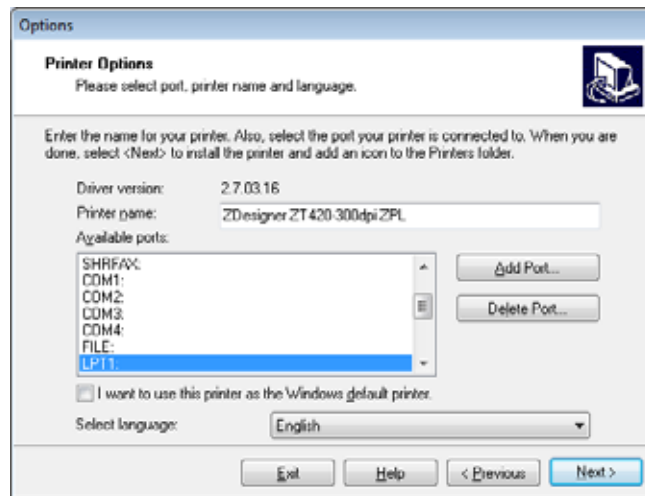 Options
Printer Options
Please select port, printer name and language.
Enter the name for your printer. Also, select the port your printer is connected to. When you are
done, select <Next> to install the printer and add an icon to the Printers folder.
Driver version: 2.7.03.16
Printer name: ZDesigner ZT420-300dpi ZPL
Available ports:
SHRFAX:
COM1:
COM2:
COM3:
COM4:
FILE:
LPT1:
Add Port...
Delete Port...
I want to use this printer as the Windows default printer.
Select language: English
Exit Help < Previous Next >